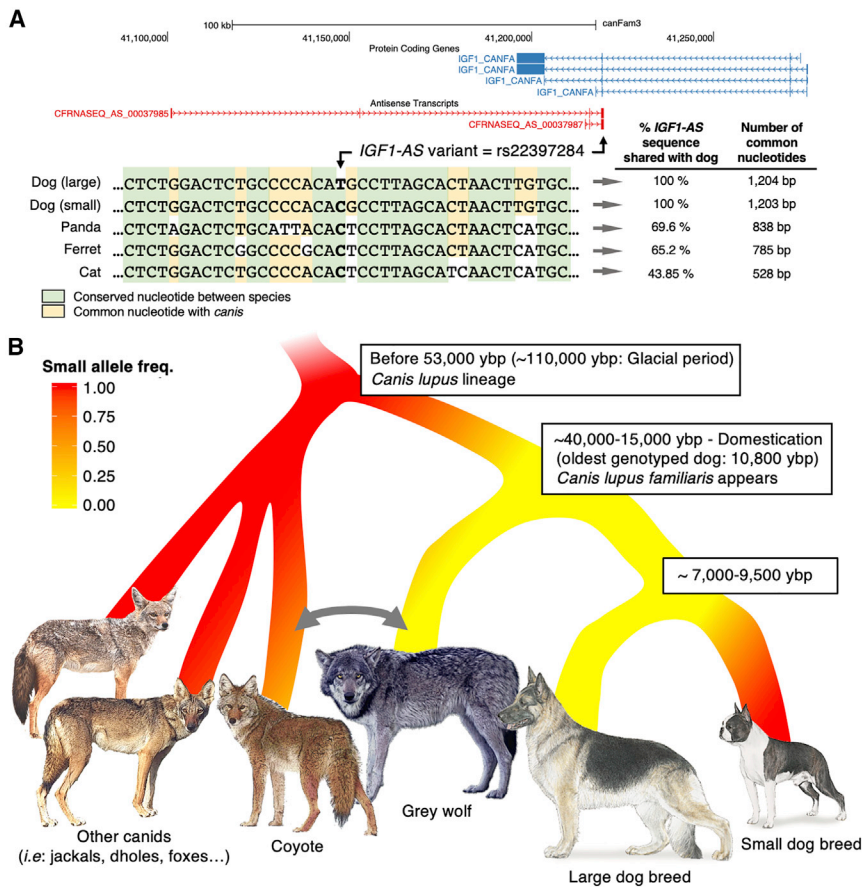 A
100 kb
canFam3
41,100,000
41,150,000
41,200,000
41,250,000
Protein Coding Genes
IGF1_CANFA
IGF1_CANFA
IGF1_CANFA
IGF1_CANFA
Antisense Transcripts
CFRNASEQ_AS_00037985
CFRNASEQ_AS_00037987
IGF1-AS variant = rs22397284
% IGF1-AS sequence shared with dog
Number of common nucleotides
Dog (large) ...CTCTGGACTCTGCCCCACATGCCTTAGCACTAACTTGTGC... 100 % 1,204 bp
Dog (small) ...CTCTGGACTCTGCCCCACACGCCTTAGCACTAACTTGTGC... 100 % 1,203 bp
Panda ...CTCTAGACTCTGCATTACACTCCTTAGCACTAACTCATGC... 69.6 % 838 bp
Ferret ...CTCTGGACTCGGCCCCGCACTCCTTAGCACTAACTCATGC... 65.2 % 785 bp
Cat ...CTCTGGACTCTGCCCCACACTCCTTAGCATCAACTCATGC... 43.85 % 528 bp
Conserved nucleotide between species
Common nucleotide with canis
B
Small allele freq.
1.00
0.75
0.50
0.25
0.00
Before 53,000 ybp (~110,000 ybp: Glacial period)
Canis lupus lineage
~40,000-15,000 ybp - Domestication
(oldest genotyped dog: 10,800 ybp)
Canis lupus familiaris appears
~ 7,000-9,500 ybp
Other canids
(i.e: jackals, dholes, foxes...)
Coyote
Grey wolf
Large dog breed
Small dog breed